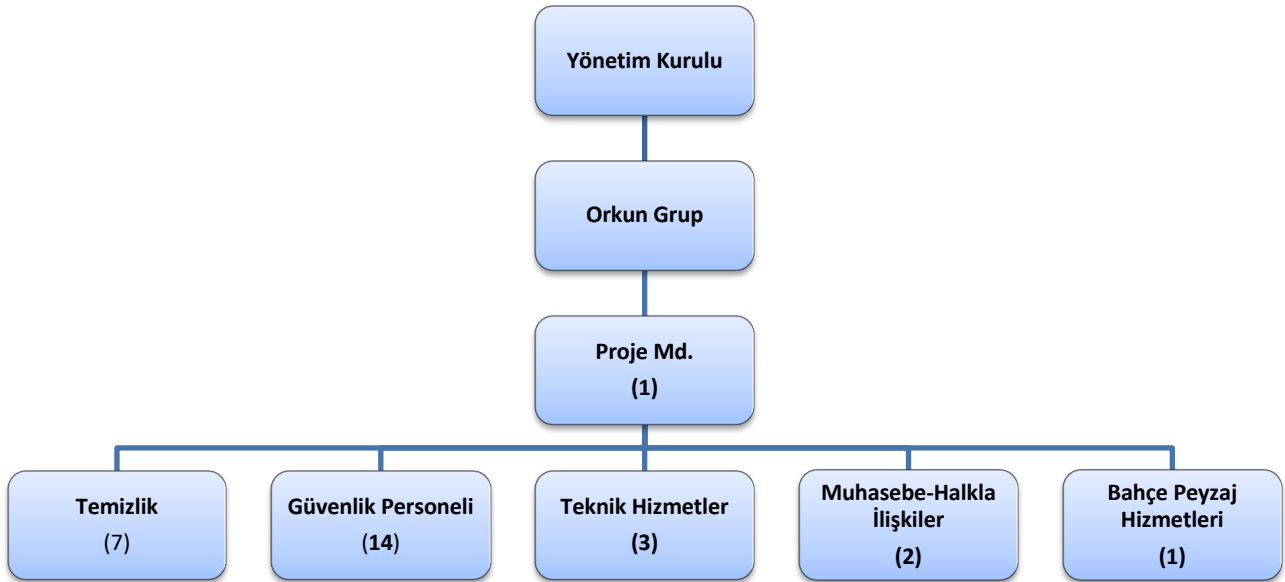 Yönetim Kurulu
Orkun Grup
Proje Md.
(1)
Temizlik
(7)
Güvenlik Personeli
(14)
Teknik Hizmetler
(3)
Muhasebe-Halkla
İlişkiler
(2)
Bahçe Peyzaj
Hizmetleri
(1)